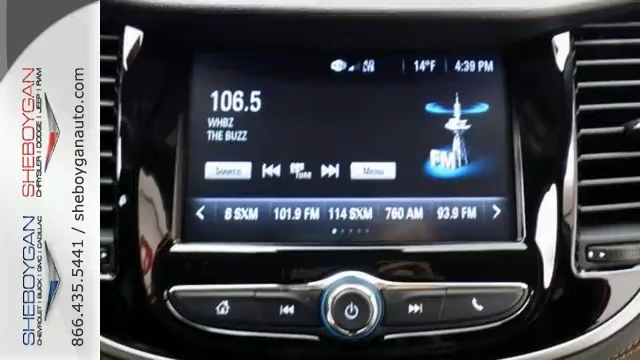 SHEBOYGAN
CHRYSLER | DODGE | JEEP | RAM
SHEBOYGAN
CHEVROLET | BUICK | GMC | CADILLAC
866.435.5441 / sheboyganauto.com
14°F 4:39 PM
106.5
WHBZ
THE BUZZ
FM
Source Tune Menu
8 SXM 101.9 FM 114 SXM 760 AM 93.9 FM